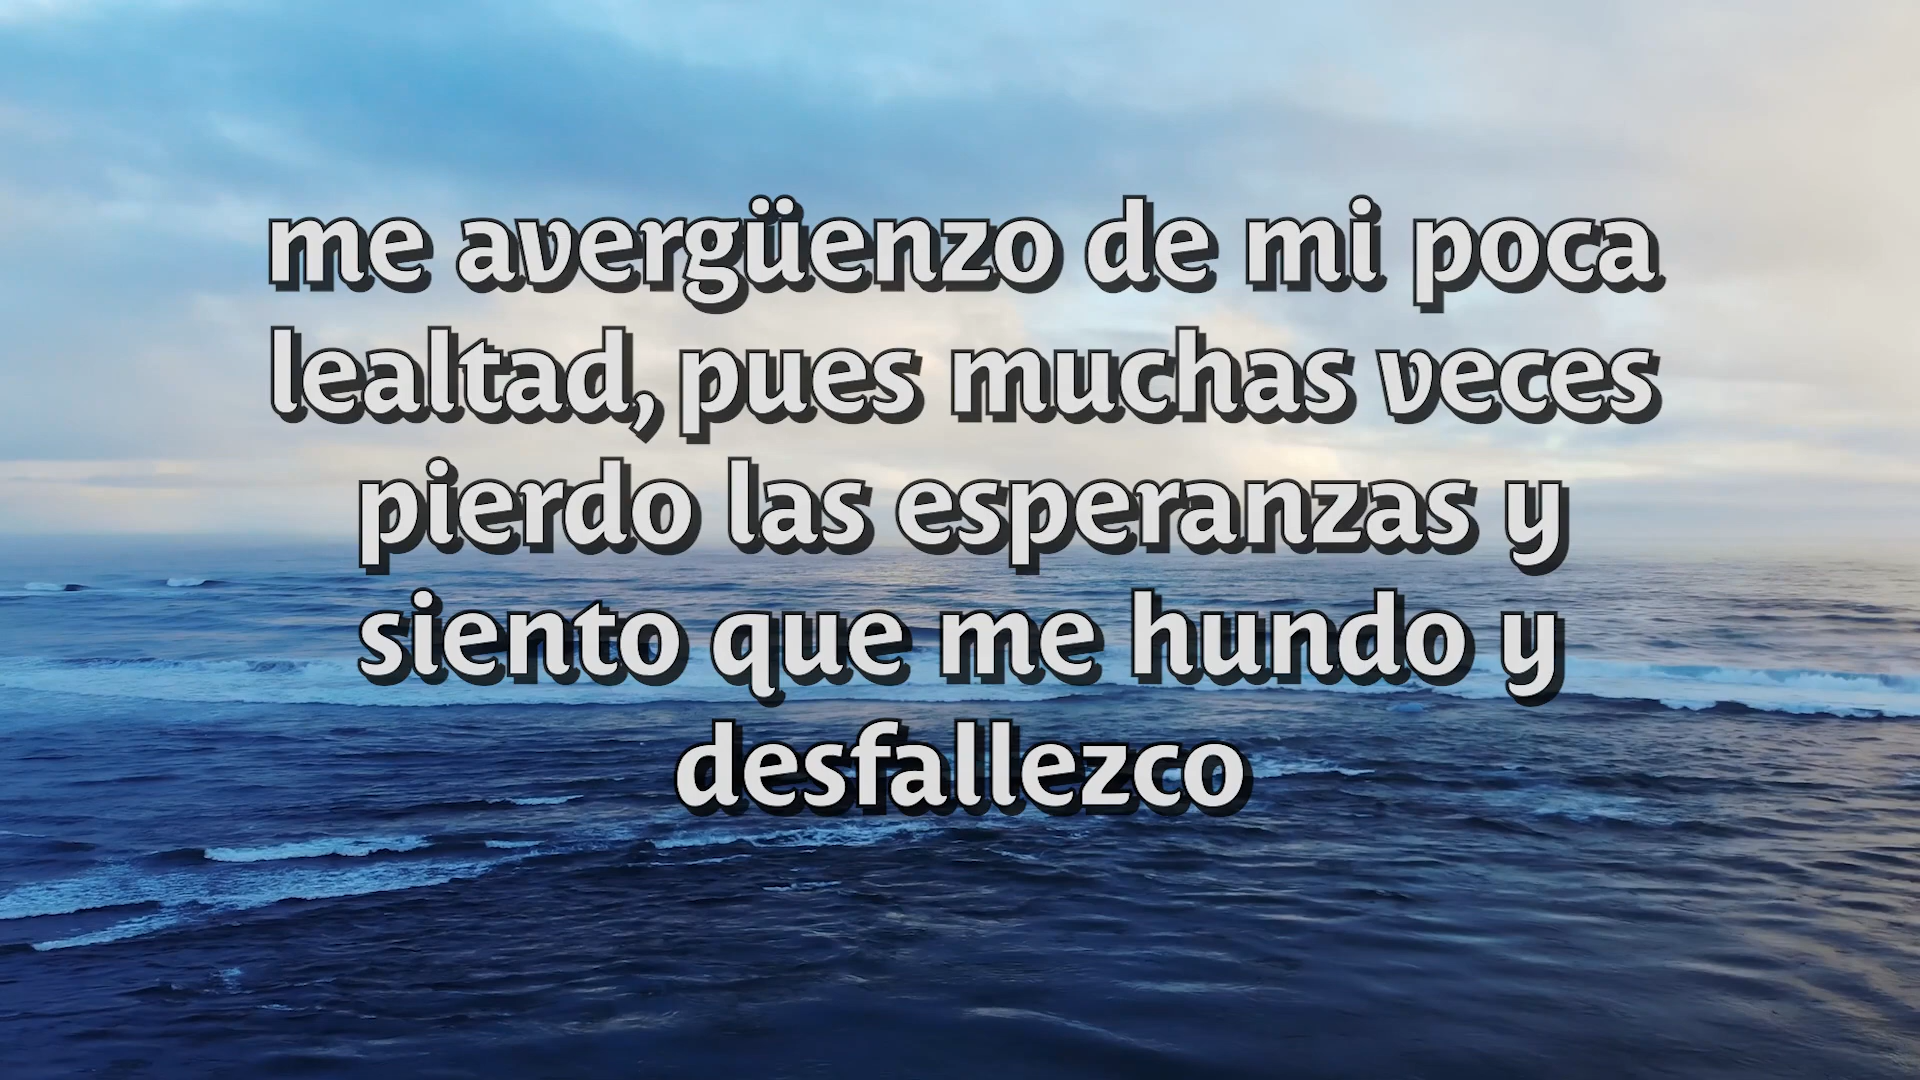 me avergüenzo de mi poca
lealtad, pues muchas veces
pierdo las esperanzas y
siento que me hundo y
desfallezco